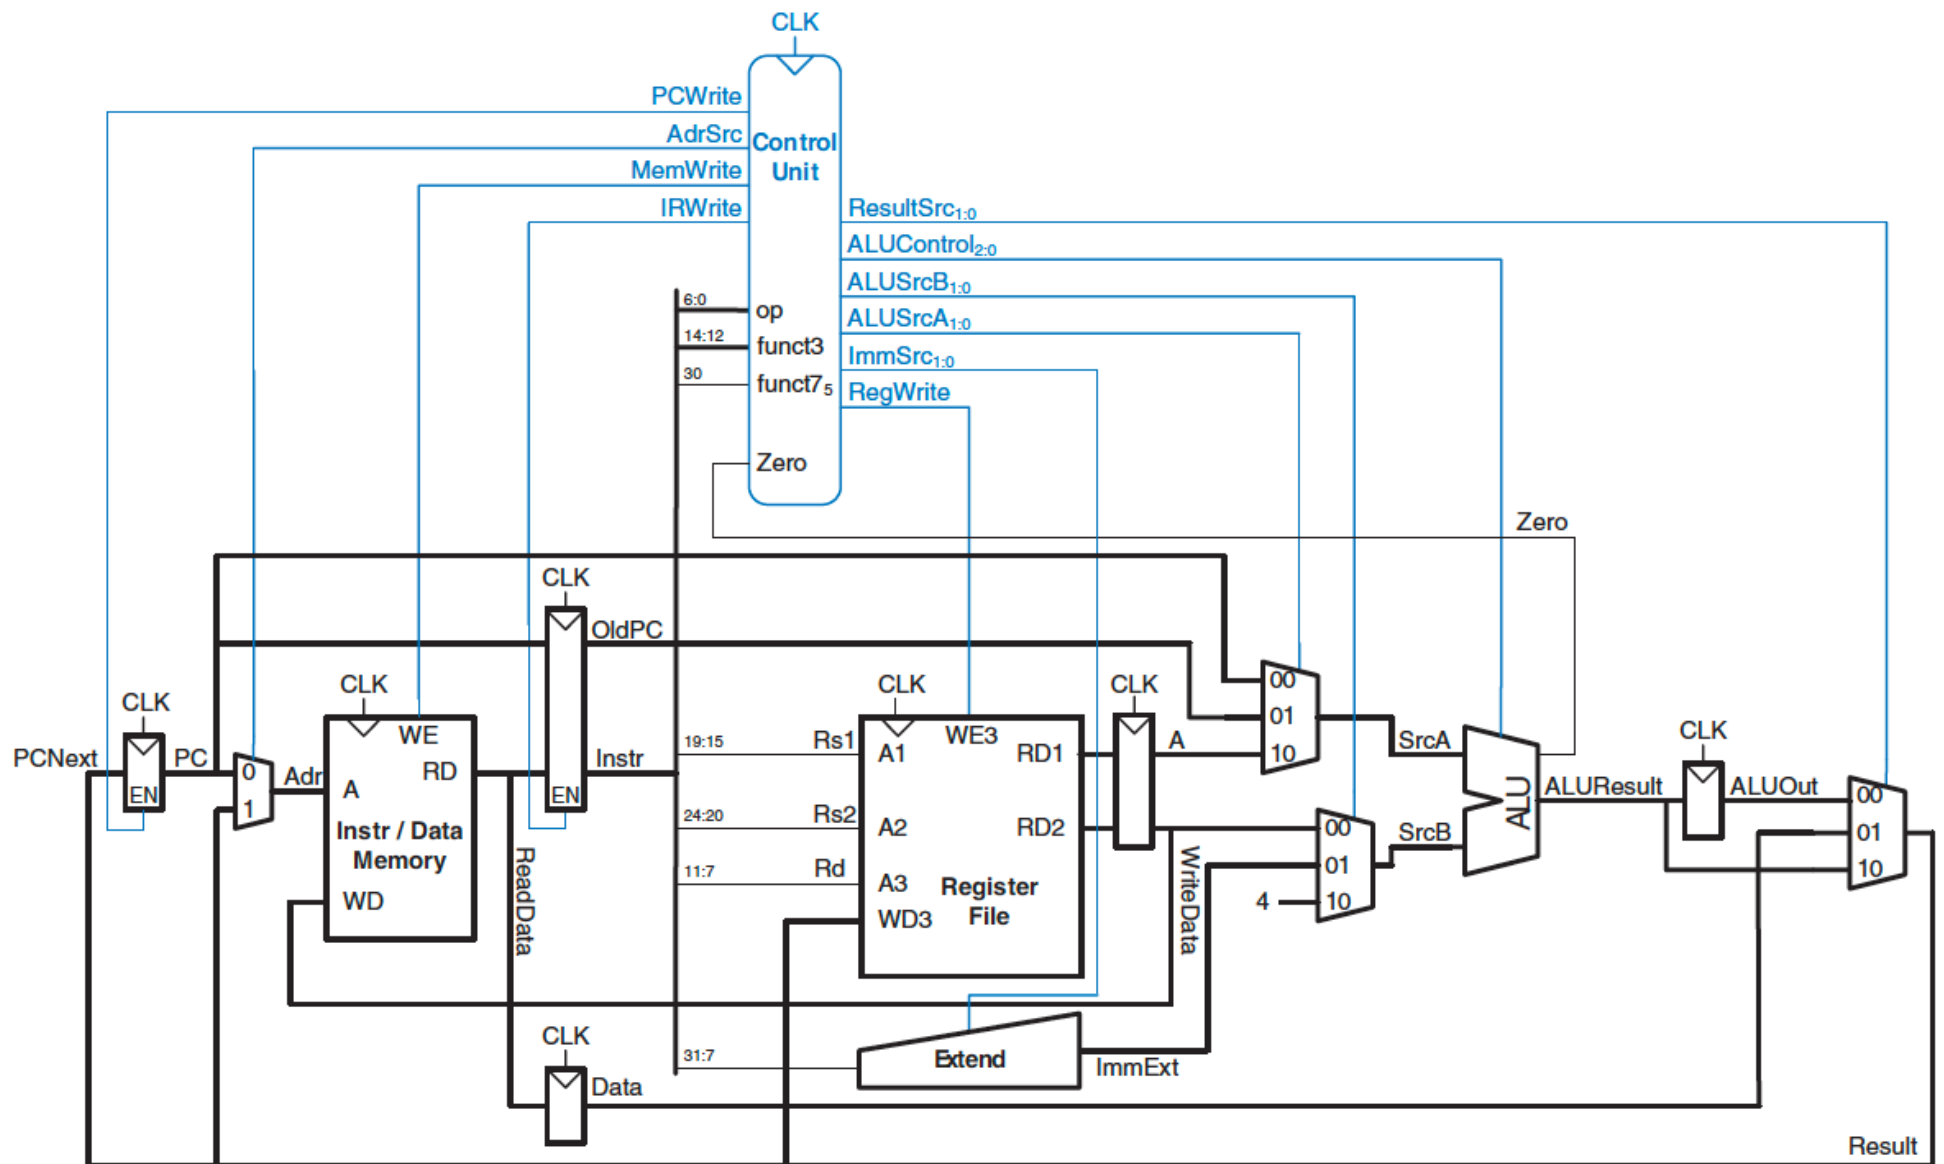 CLK
PCWrite
AdrSrc
MemWrite
IRWrite
Control
Unit
ResultSrc1:0
ALUControl2:0
ALUSrcB1:0
ALUSrcA1:0
ImmSrc1:0
RegWrite
6:0
op
14:12
funct3
30
funct75
Zero
Zero
CLK
OldPC
CLK
PCNext
EN
PC
0
1
Adr
CLK
WE
A
RD
Instr / Data
Memory
WD
ReadData
EN
Instr
19:15
Rs1
24:20
Rs2
11:7
Rd
31:7
CLK
A1
WE3
RD1
A2
RD2
A3
WD3
Register
File
CLK
A
WriteData
00
01
10
SrcA
00
01
4
10
SrcB
ALU
ALUResult
CLK
ALUOut
00
01
10
Extend
ImmExt
CLK
Data
Result